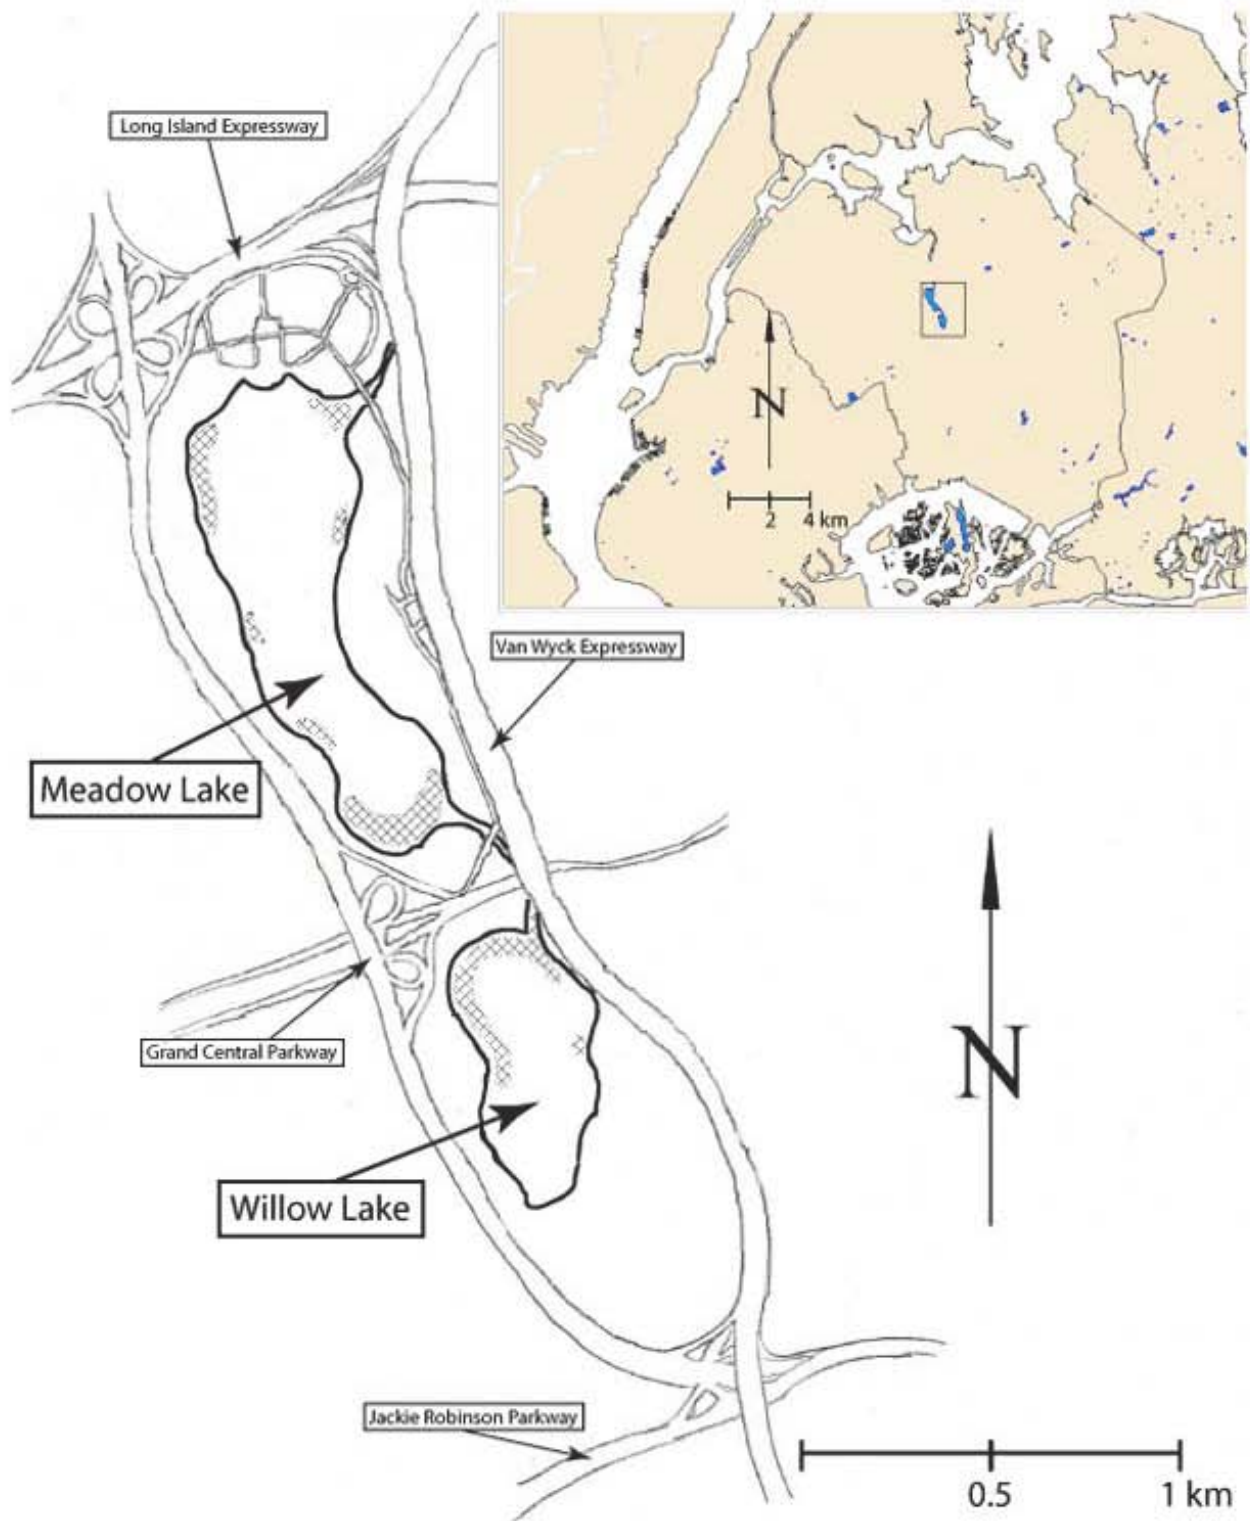 Long Island Expressway
N
2 4 km
Van Wyck Expressway
Meadow Lake
Grand Central Parkway
N
Willow Lake
Jackie Robinson Parkway
0.5 1 km